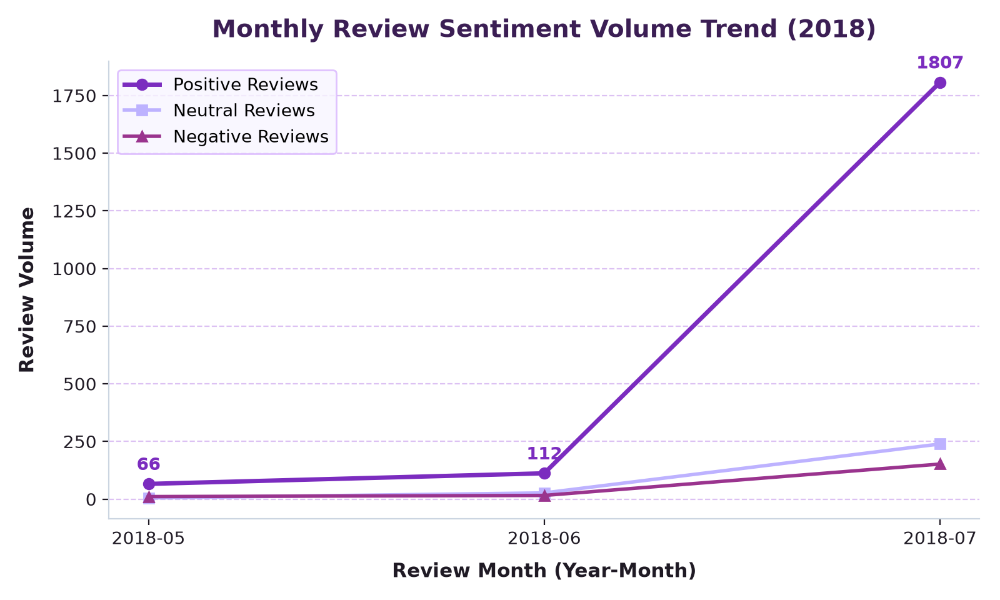 Monthly Review Sentiment Volume Trend (2018)
1807
Positive Reviews
Neutral Reviews
Negative Reviews
1750
1500
1250
1000
750
500
250
0
Review Volume
66
112
2018-05
2018-06
2018-07
Review Month (Year-Month)